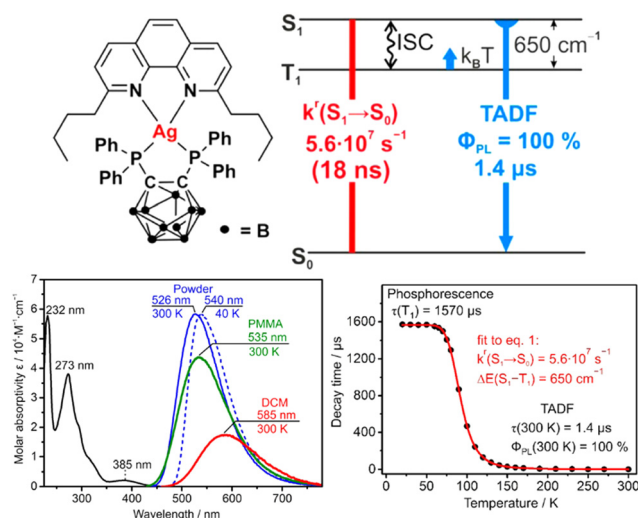 N
N
Ag
Ph
P
P
Ph
Ph
Ph
C
C
• = B
S₁
ISC
650 cm⁻¹
T₁
k_BT
kʳ(S₁→S₀)
5.6·10⁷ s⁻¹
(18 ns)
TADF
Φ_PL = 100 %
1.4 µs
S₀
Molar absorptivity ε / 10⁴·M⁻¹·cm⁻¹
6
5
4
3
2
1
0
232 nm
273 nm
385 nm
Powder
526 nm
540 nm
300 K
40 K
PMMA
535 nm
300 K
DCM
585 nm
300 K
300
400
500
600
700
Wavelength / nm
Decay time / µs
1600
1200
800
400
0
Phosphorescence
τ(T₁) = 1570 µs
fit to eq. 1:
kʳ(S₁→S₀) = 5.6·10⁷ s⁻¹
ΔE(S₁−T₁) = 650 cm⁻¹
TADF
τ(300 K) = 1.4 µs
Φ_PL(300 K) = 100 %
0
50
100
150
200
250
300
Temperature / K